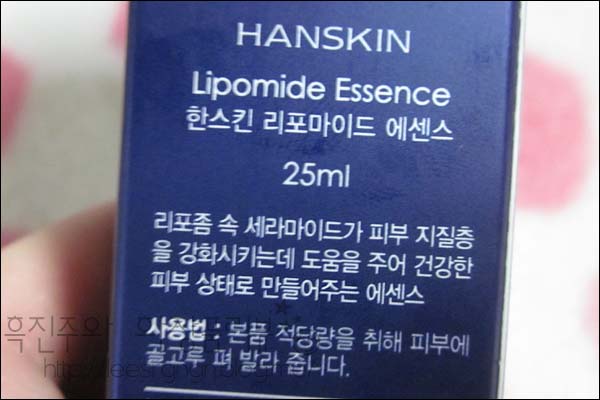 HANSKIN
Lipomide Essence
한스킨 리포마이드 에센스
25ml
리포좀 속 세라마이드가 피부 지질층
을 강화시키는데 도움을 주어 건강한
피부 상태로 만들어주는 에센스
사용법 : 본품 적당량을 취해 피부에
골고루 펴 발라 줍니다.
흑진주와